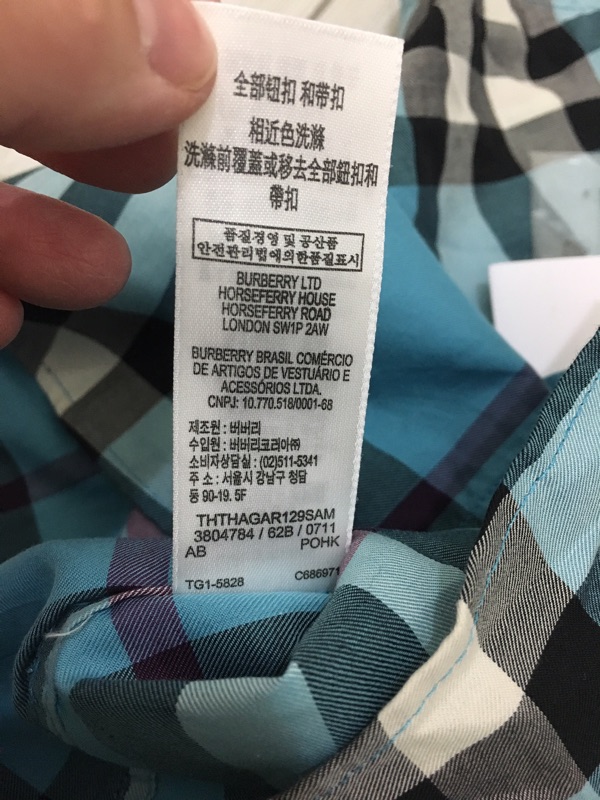 全部鈕扣 和带扣
相近色洗滌
洗滌前覆蓋或移去全部鈕扣和
帶扣
품질경영 및 공산품
안전관리법에의한품질표시
BURBERRY LTD
HORSEFERRY HOUSE
HORSEFERRY ROAD
LONDON SW1P 2AW
BURBERRY BRASIL COMÉRCIO
DE ARTIGOS DE VESTUÁRIO E
ACESSÓRIOS LTDA.
CNPJ: 10.770.518/0001-68
제조원 : 버버리
수입원 : 버버리코리아㈜
소비자상담실 : (02)511-5341
주 소 : 서울시 강남구 청담
동 90-19. 5F
THTHAGAR129SAM
3804784 / 62B / 0711
AB POHK
TG1-5828 C686971